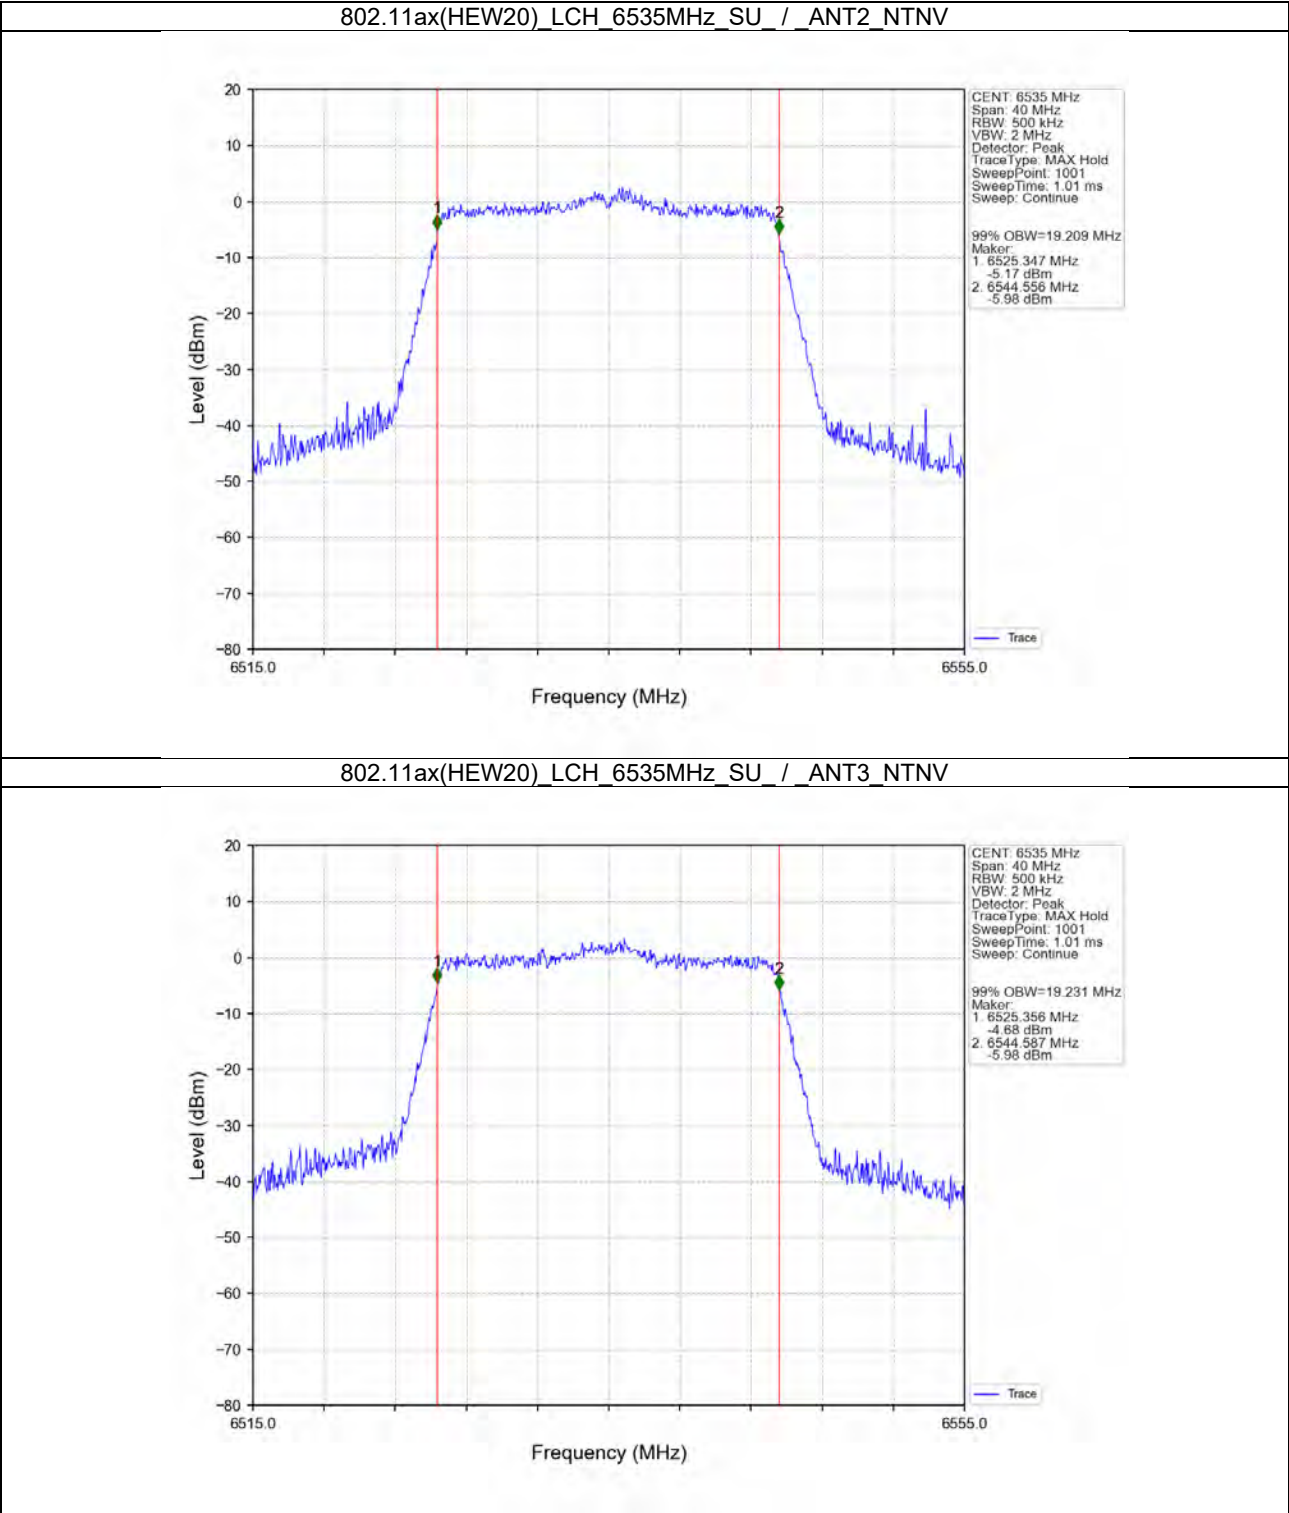 802.11ax(HEW20)_LCH_6535MHz_SU_ / _ANT2_NTNV
20
10
0
−10
−20
−30
−40
−50
−60
−70
−80
Level (dBm)
1
2
6515.0
6555.0
Frequency (MHz)
CENT: 6535 MHz
Span: 40 MHz
RBW: 500 kHz
VBW: 2 MHz
Detector: Peak
TraceType: MAX Hold
SweepPoint: 1001
SweepTime: 1.01 ms
Sweep: Continue
99% OBW=19.209 MHz
Maker:
1. 6525.347 MHz
-5.17 dBm
2. 6544.556 MHz
-5.98 dBm
Trace
802.11ax(HEW20)_LCH_6535MHz_SU_ / _ANT3_NTNV
20
10
0
−10
−20
−30
−40
−50
−60
−70
−80
Level (dBm)
1
2
6515.0
6555.0
Frequency (MHz)
CENT: 6535 MHz
Span: 40 MHz
RBW: 500 kHz
VBW: 2 MHz
Detector: Peak
TraceType: MAX Hold
SweepPoint: 1001
SweepTime: 1.01 ms
Sweep: Continue
99% OBW=19.231 MHz
Maker:
1. 6525.356 MHz
-4.68 dBm
2. 6544.587 MHz
-5.98 dBm
Trace